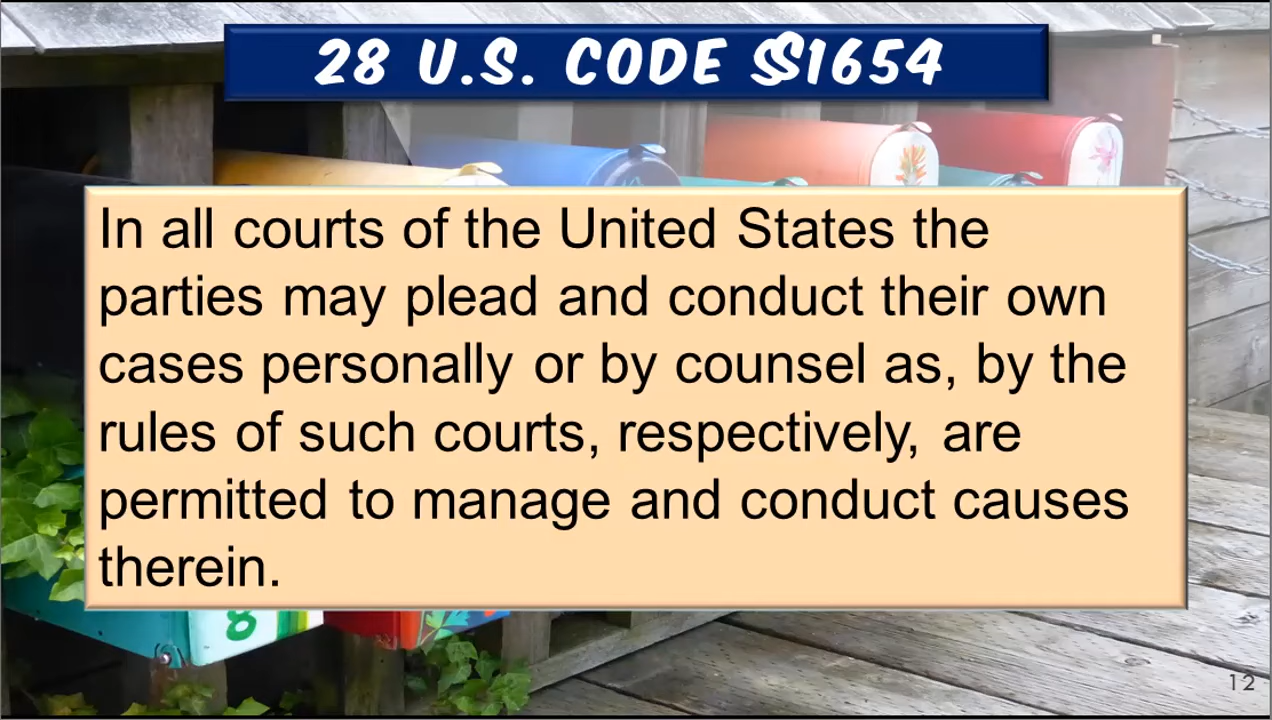 28 U.S. CODE §1654
In all courts of the United States the
parties may plead and conduct their own
cases personally or by counsel as, by the
rules of such courts, respectively, are
permitted to manage and conduct causes
therein.
8
12